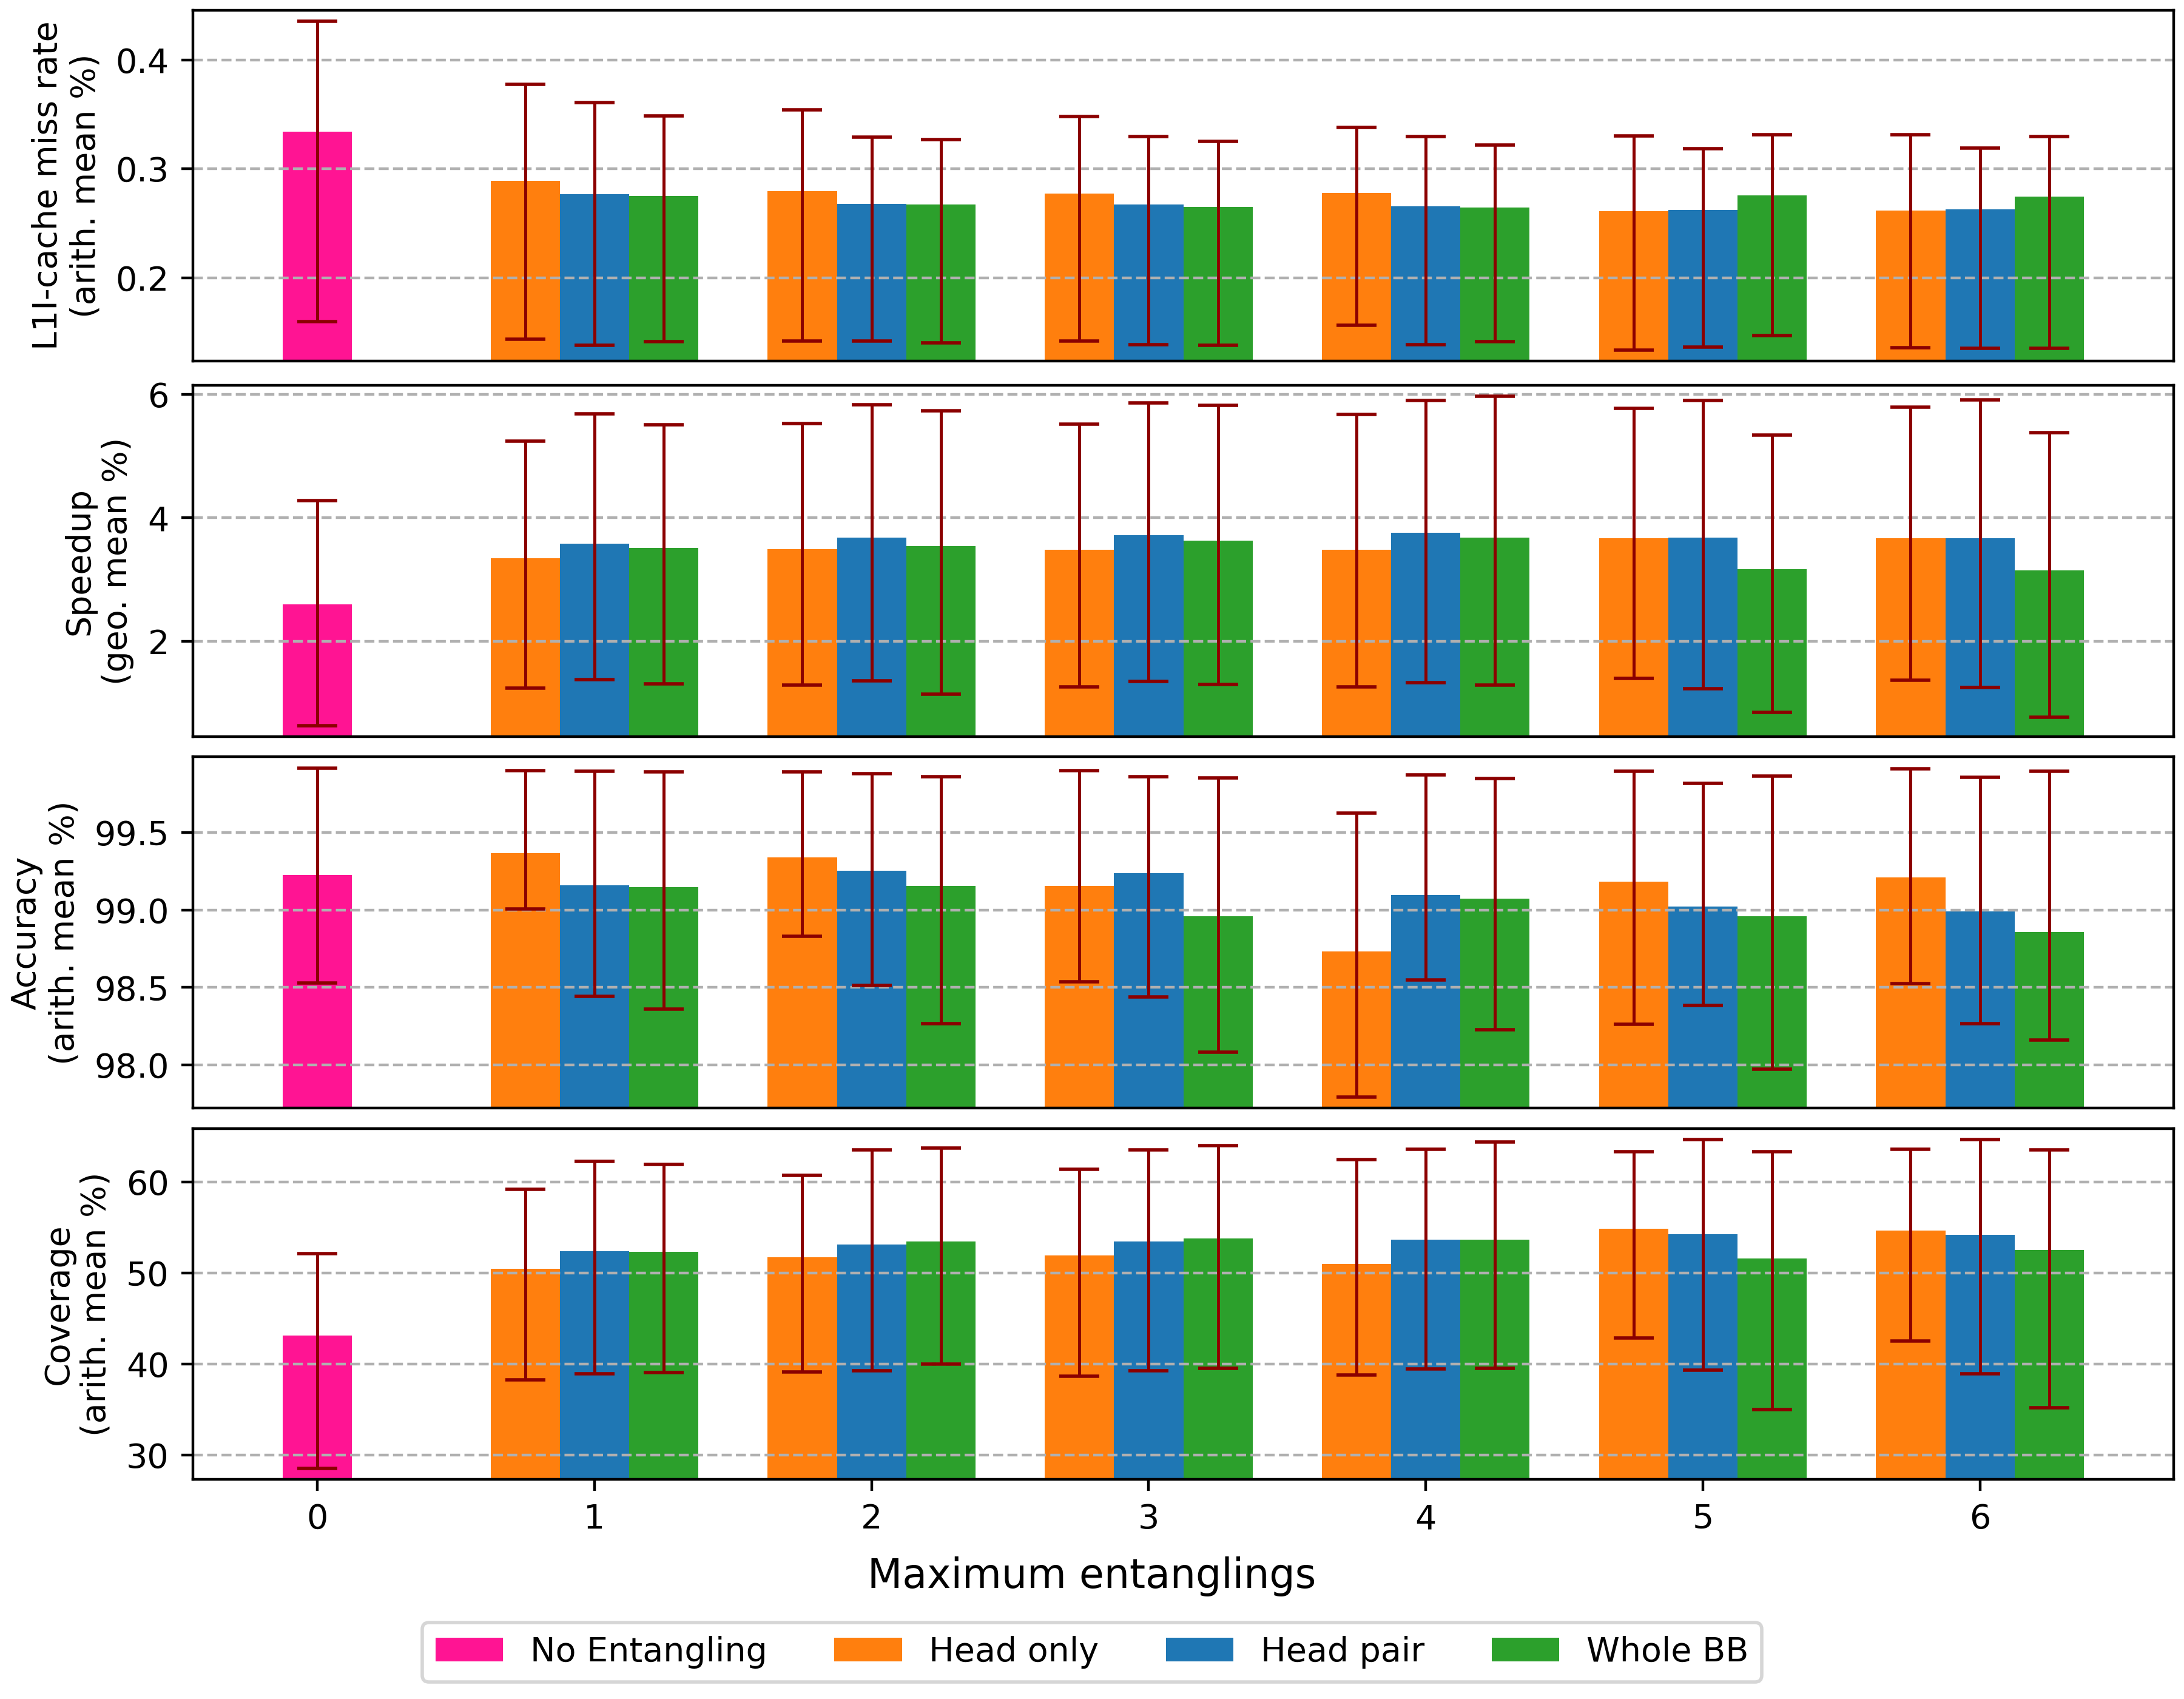 L1I-cache miss rate
(arith. mean %)
0.4
0.3
0.2
Speedup
(geo. mean %)
6
4
2
Accuracy
(arith. mean %)
99.5
99.0
98.5
98.0
Coverage
(arith. mean %)
60
50
40
30
0 1 2 3 4 5 6
Maximum entanglings
No Entangling Head only Head pair Whole BB